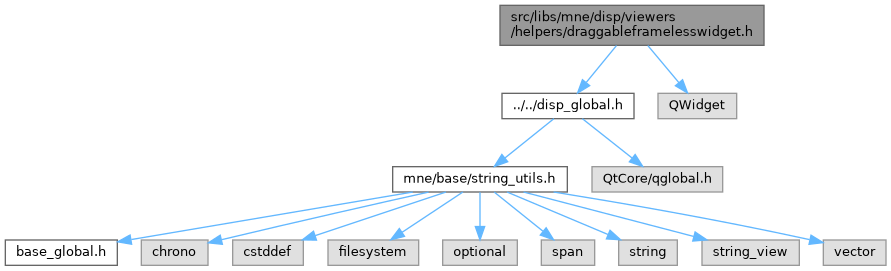 src/libs/mne/disp/viewers
/helpers/draggableframelesswidget.h
../../disp_global.h
QWidget
mne/base/string_utils.h
QtCore/qglobal.h
base_global.h
chrono
cstddef
filesystem
optional
span
string
string_view
vector